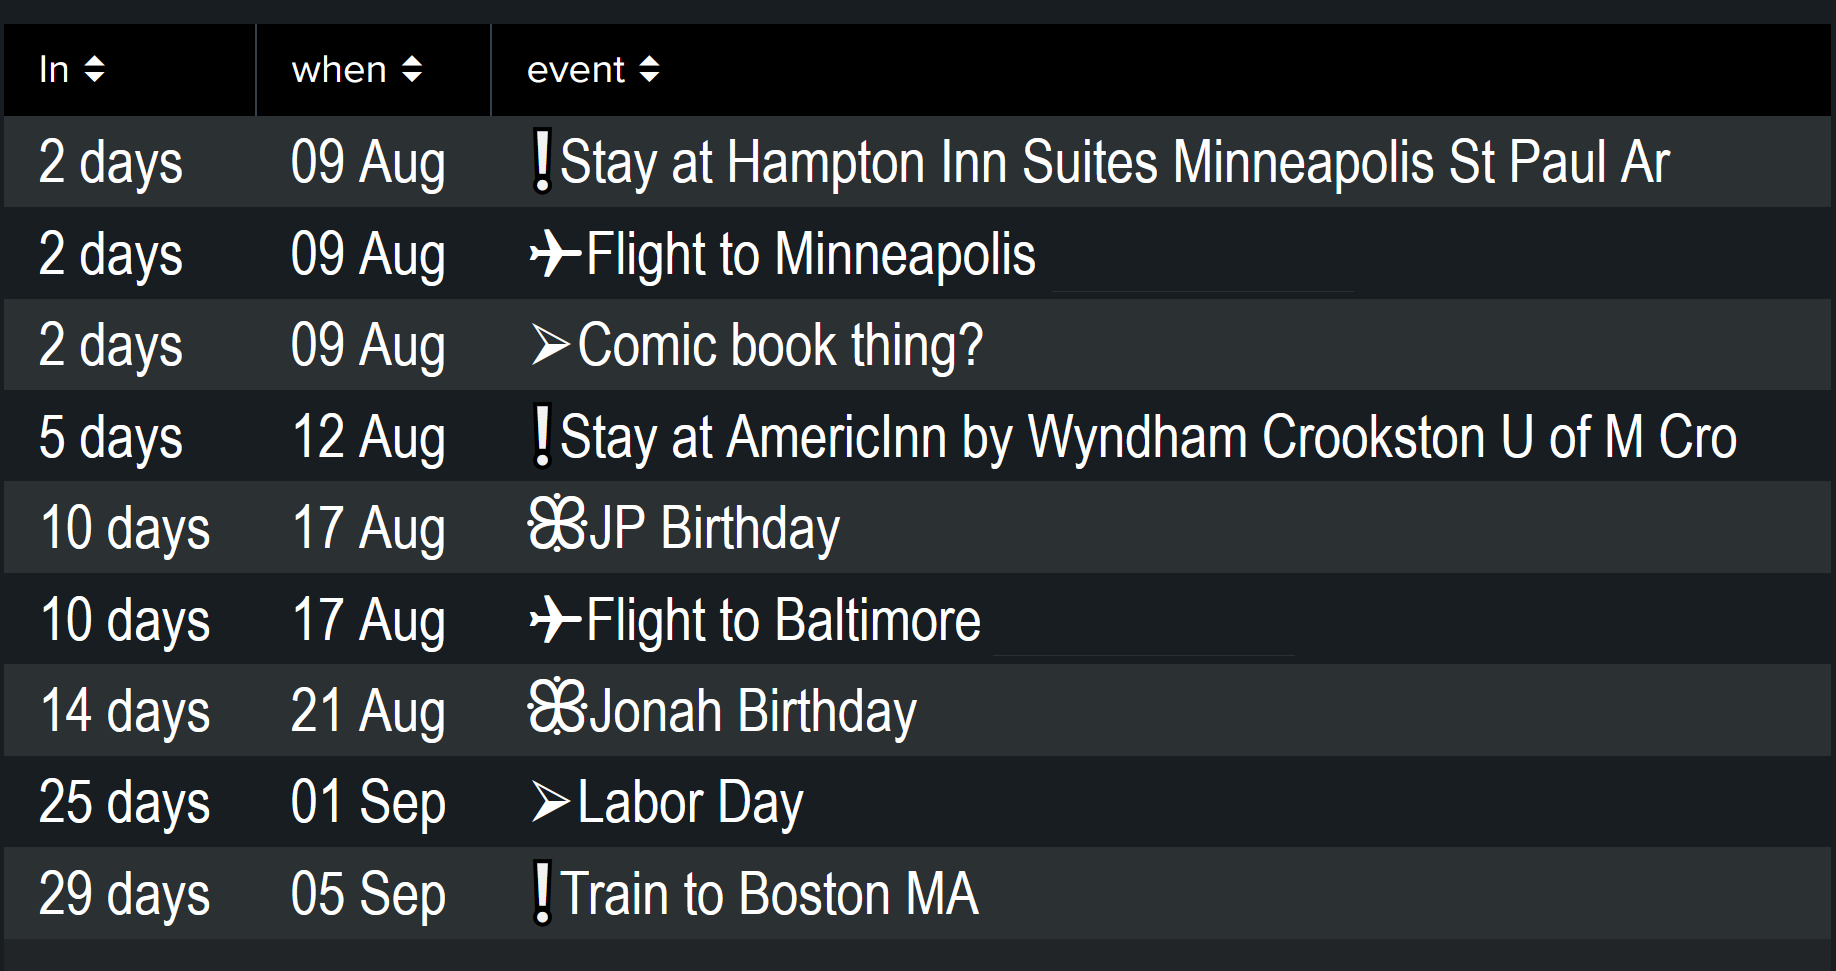 In when event
2 days 09 Aug ❗Stay at Hampton Inn Suites Minneapolis St Paul Ar
2 days 09 Aug ✈Flight to Minneapolis
2 days 09 Aug ➢Comic book thing?
5 days 12 Aug ❗Stay at AmericInn by Wyndham Crookston U of M Cro
10 days 17 Aug ꕥJP Birthday
10 days 17 Aug ✈Flight to Baltimore
14 days 21 Aug ꕥJonah Birthday
25 days 01 Sep ➢Labor Day
29 days 05 Sep ❗Train to Boston MA